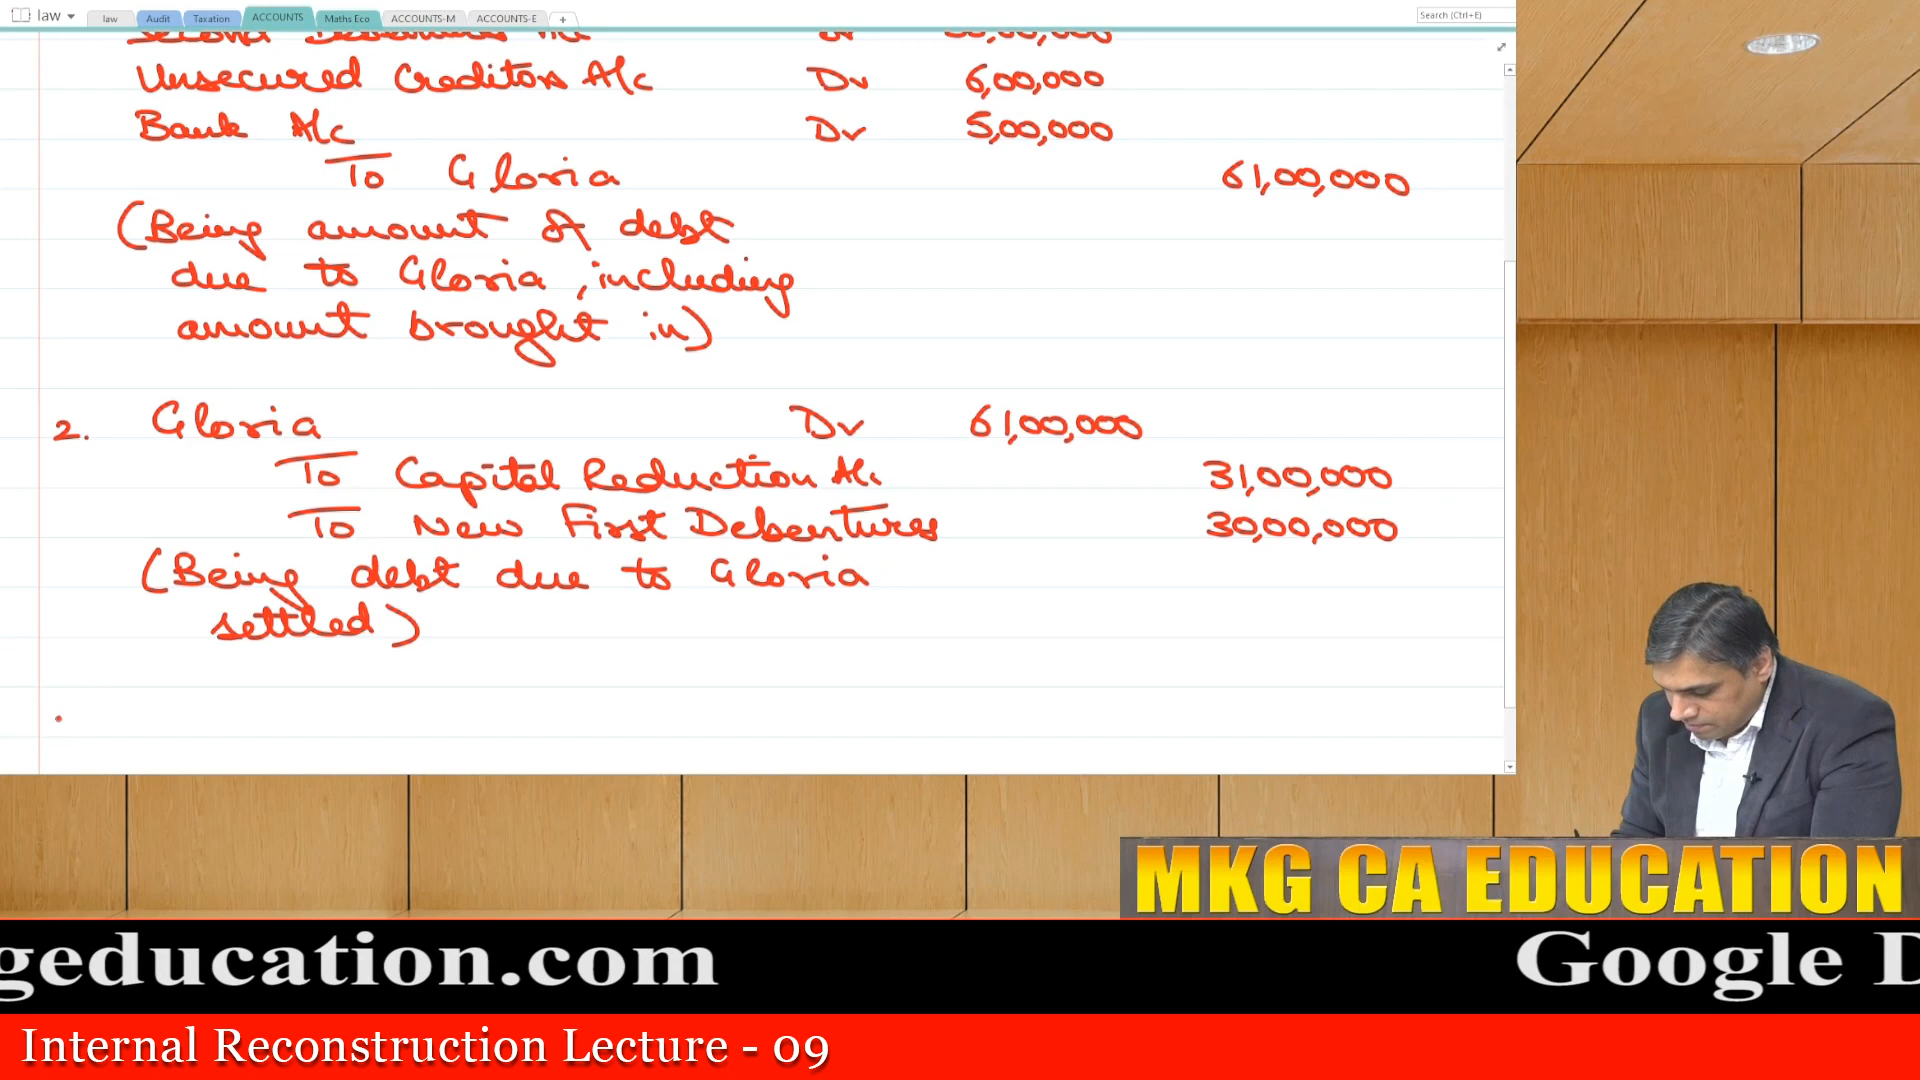 law
law Audit Taxation ACCOUNTS Maths Eco ACCOUNTS-M ACCOUNTS-E +
Search (Ctrl+E)
Second Debentures A/c Dr
Unsecured Creditors A/c Dr 6,00,000
Bank A/c Dr 5,00,000
To Gloria 61,00,000
(Being amount of debt
due to Gloria, including
amount brought in)
2. Gloria Dr 61,00,000
To Capital Reduction A/c 31,00,000
To New First Debentures 30,00,000
(Being debt due to Gloria
settled)
MKG CA EDUCATION
geducation.com Google D
Internal Reconstruction Lecture - 09